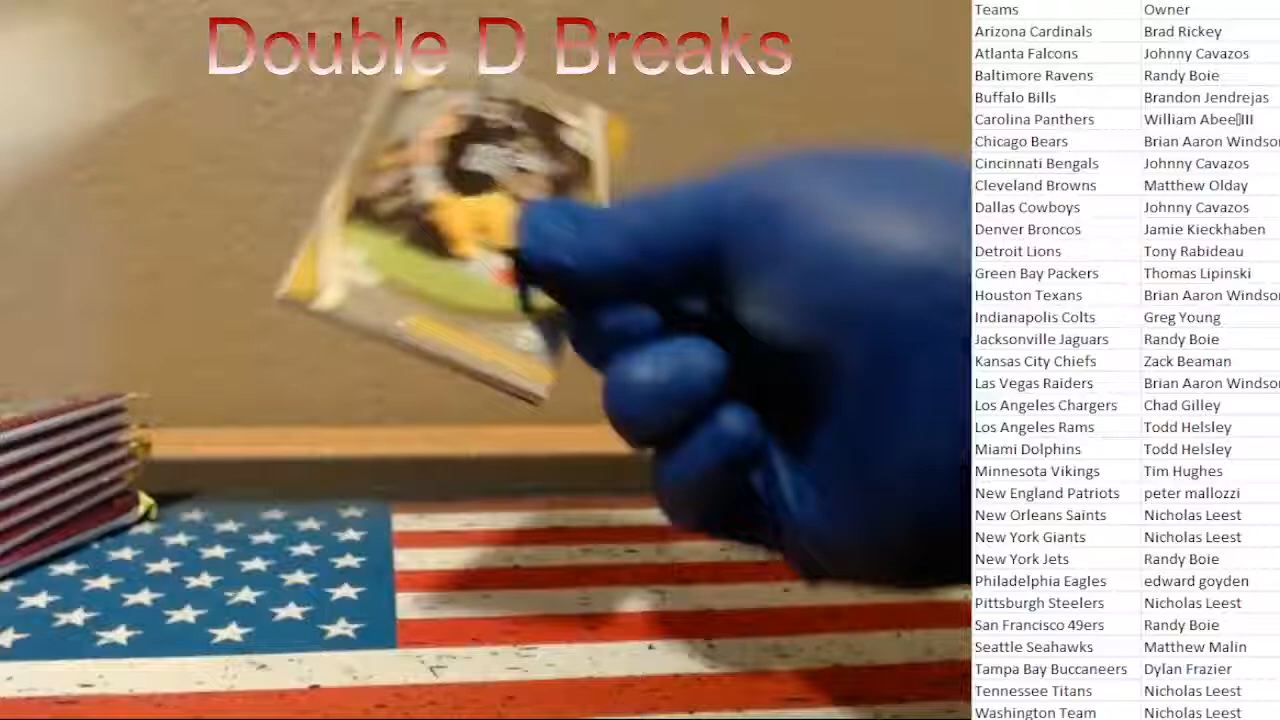 Double D Breaks
Teams Owner
Arizona Cardinals Brad Rickey
Atlanta Falcons Johnny Cavazos
Baltimore Ravens Randy Boie
Buffalo Bills Brandon Jendrejas
Carolina Panthers William Abee▯III
Chicago Bears Brian Aaron Windsor
Cincinnati Bengals Johnny Cavazos
Cleveland Browns Matthew Olday
Dallas Cowboys Johnny Cavazos
Denver Broncos Jamie Kieckhaben
Detroit Lions Tony Rabideau
Green Bay Packers Thomas Lipinski
Houston Texans Brian Aaron Windsor
Indianapolis Colts Greg Young
Jacksonville Jaguars Randy Boie
Kansas City Chiefs Zack Beaman
Las Vegas Raiders Brian Aaron Windsor
Los Angeles Chargers Chad Gilley
Los Angeles Rams Todd Helsley
Miami Dolphins Todd Helsley
Minnesota Vikings Tim Hughes
New England Patriots peter mallozzi
New Orleans Saints Nicholas Leest
New York Giants Nicholas Leest
New York Jets Randy Boie
Philadelphia Eagles edward goyden
Pittsburgh Steelers Nicholas Leest
San Francisco 49ers Randy Boie
Seattle Seahawks Matthew Malin
Tampa Bay Buccaneers Dylan Frazier
Tennessee Titans Nicholas Leest
Washington Team Nicholas Leest